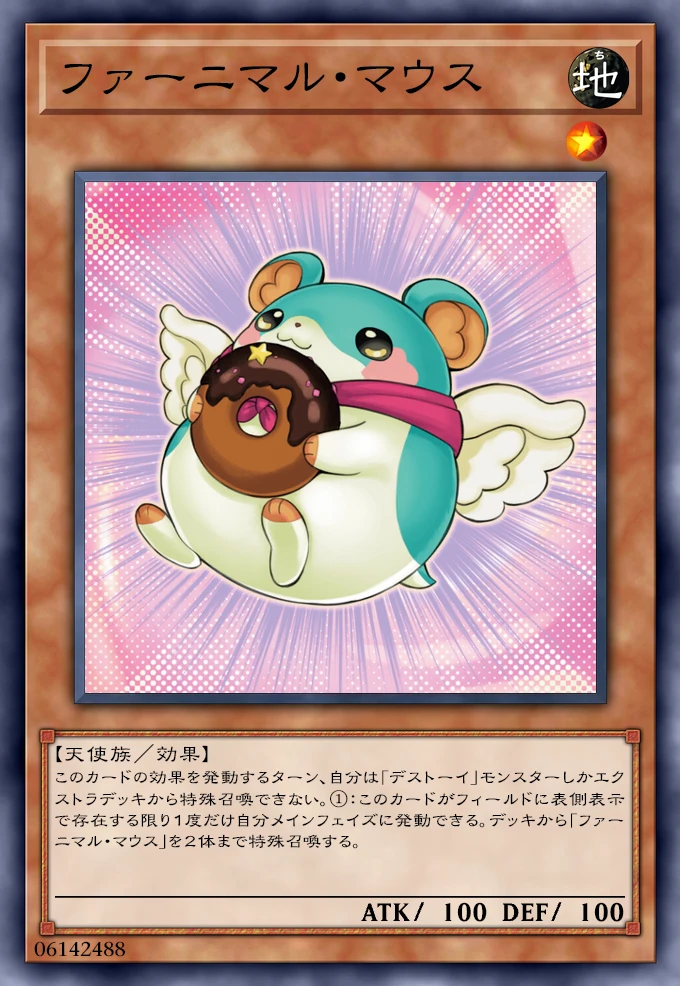 ファーニマル・マウス
ち
地
【天使族／効果】
このカードの効果を発動するターン、自分は「デストーイ」モンスターしかエク
ストラデッキから特殊召喚できない。①：このカードがフィールドに表側表示
で存在する限り１度だけ自分メインフェイズに発動できる。デッキから「ファー
ニマル・マウス」を２体まで特殊召喚する。
ATK/ 100 DEF/ 100
06142488